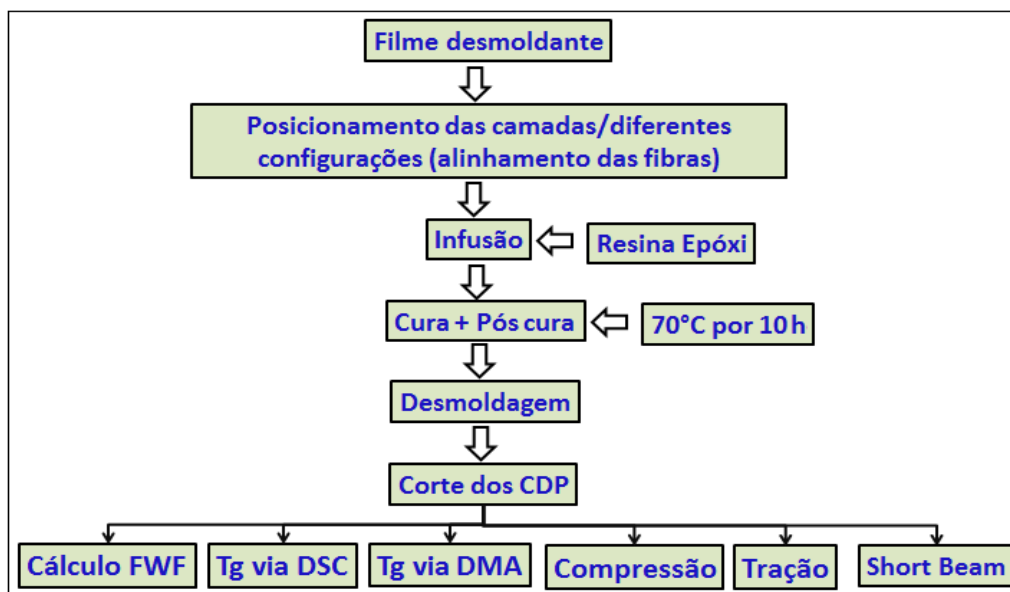 Filme desmoldante
Posicionamento das camadas/diferentes
configurações (alinhamento das fibras)
Infusão
Resina Epóxi
Cura + Pós cura
70°C por 10 h
Desmoldagem
Corte dos CDP
Cálculo FWF
Tg via DSC
Tg via DMA
Compressão
Tração
Short Beam